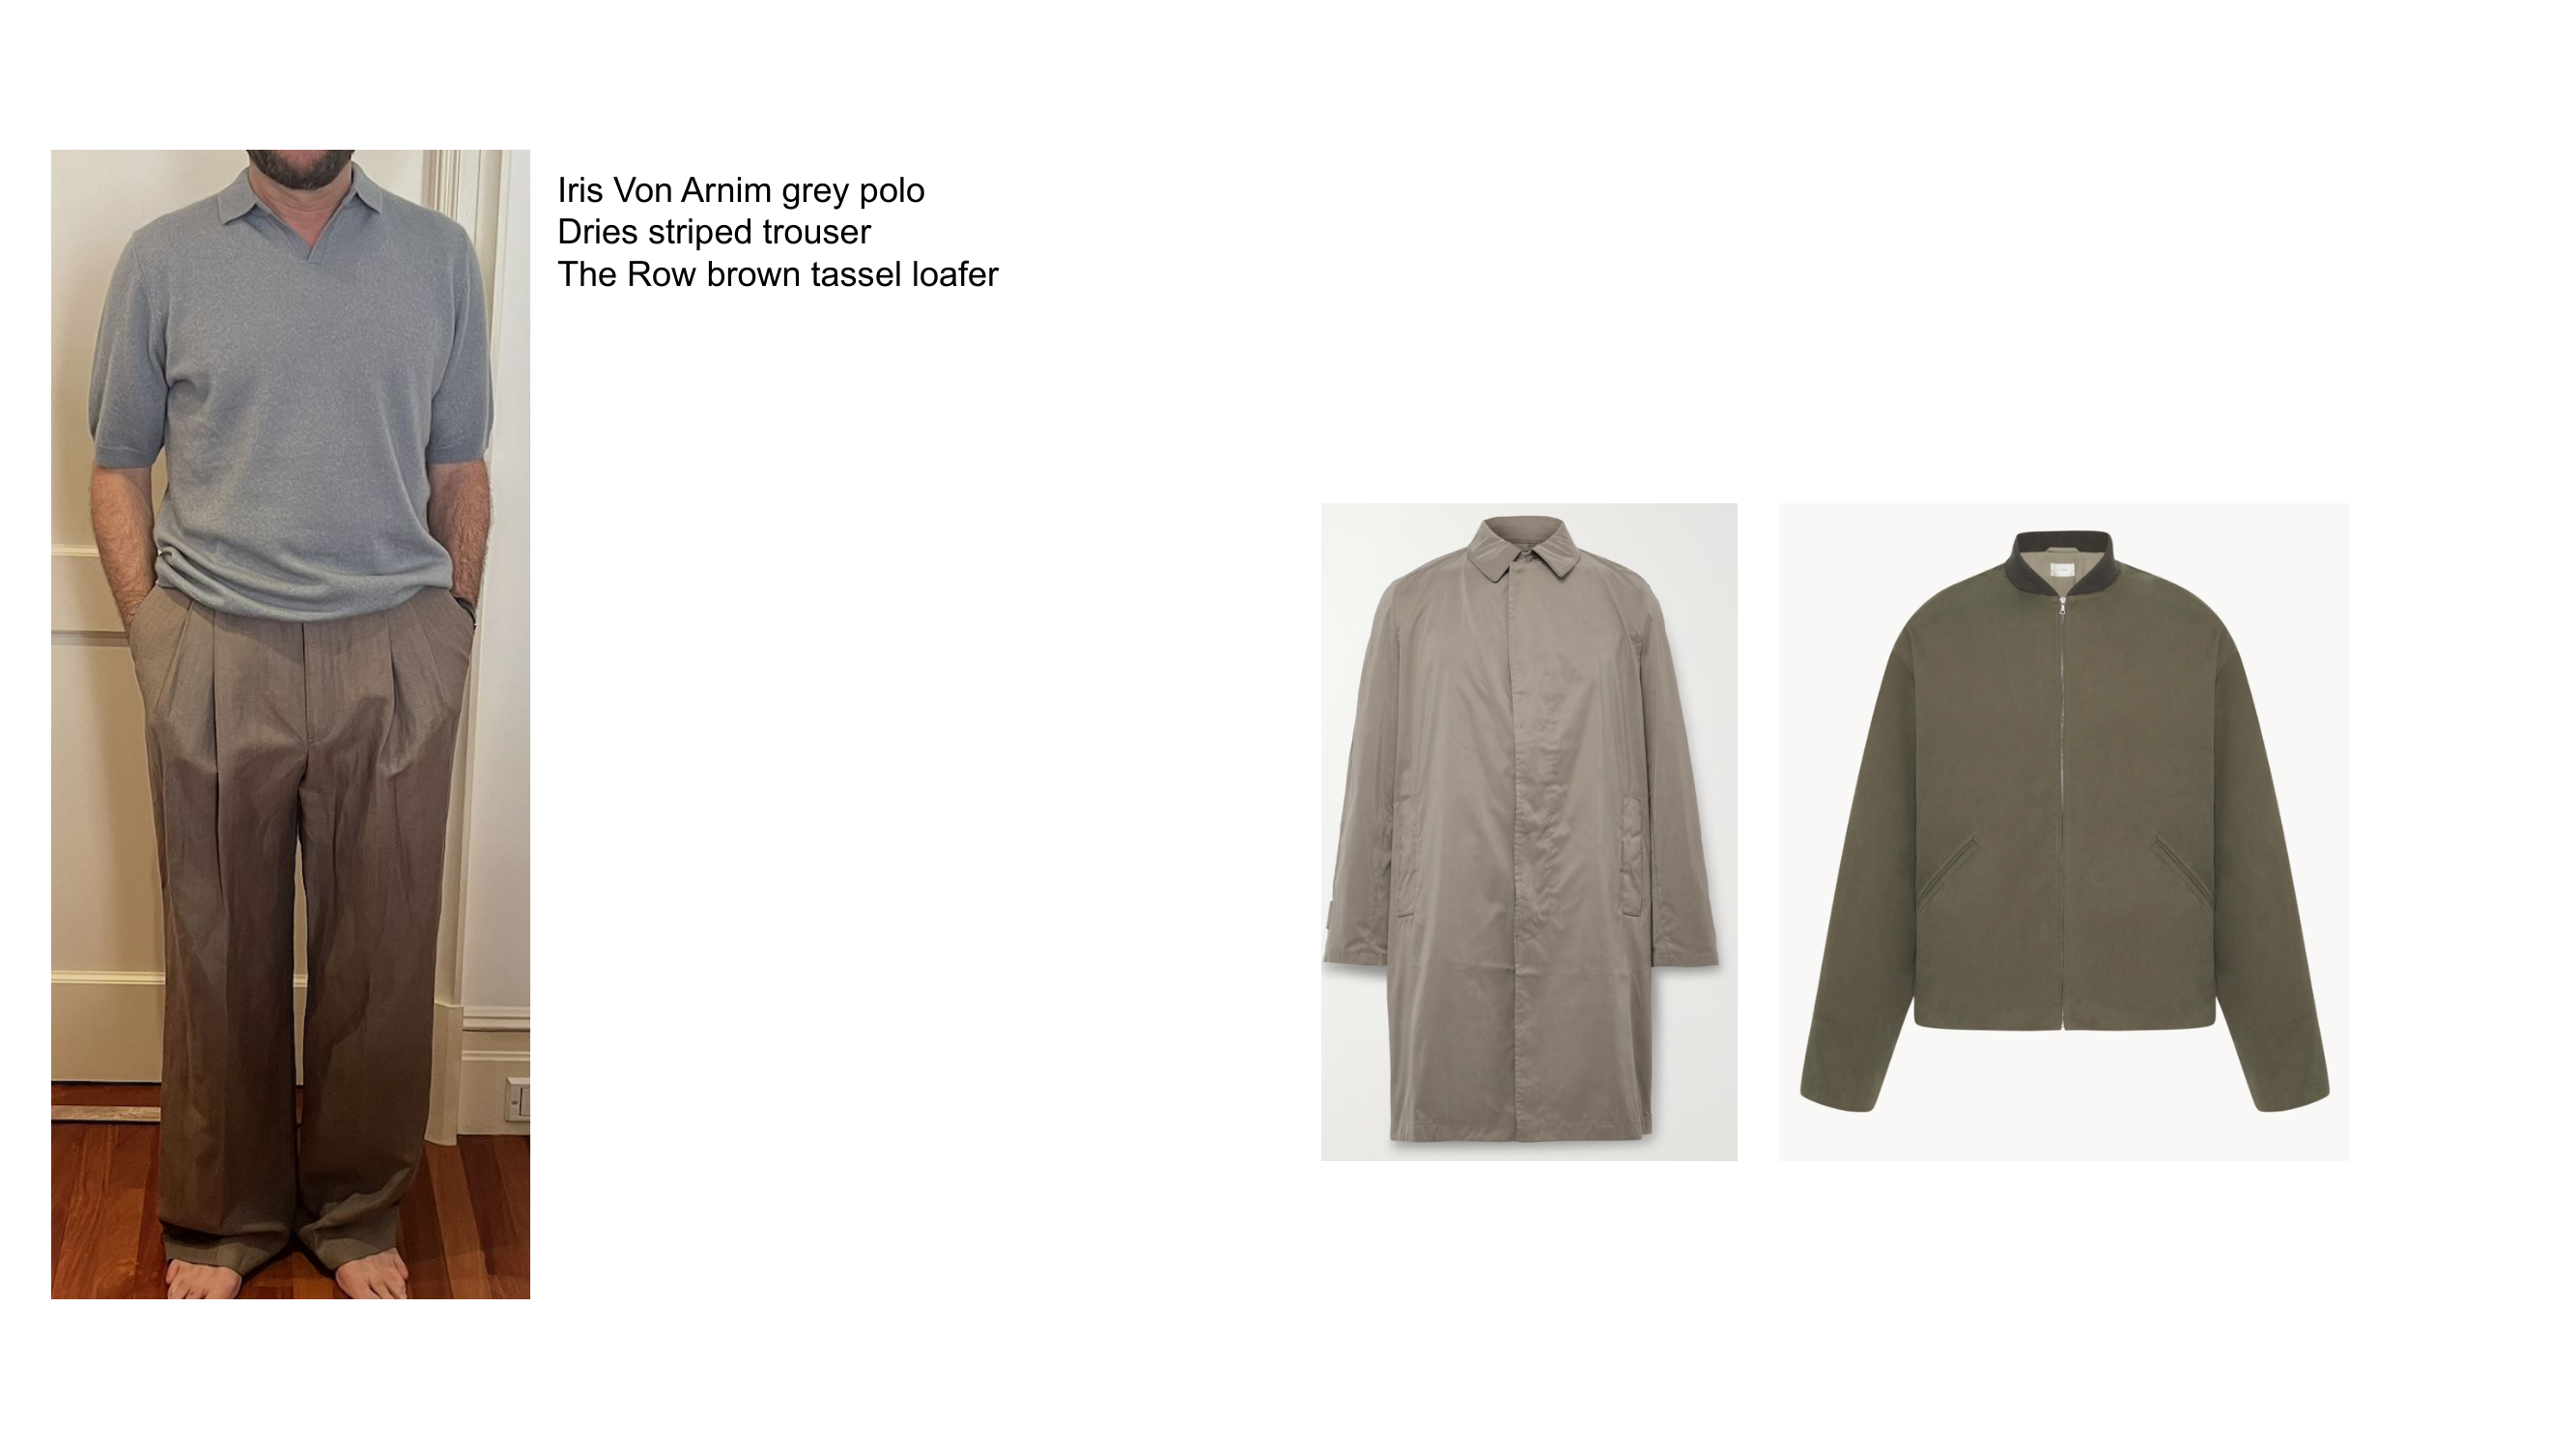 Iris Von Arnim grey polo
Dries striped trouser
The Row brown tassel loafer